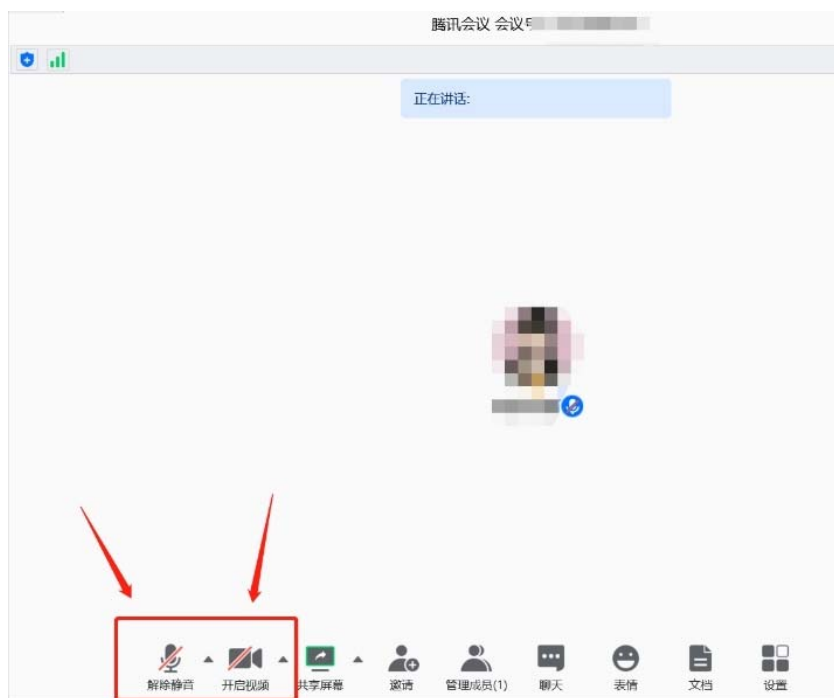 腾讯会议 会议号
正在讲话:
解除静音 开启视频 共享屏幕 邀请 管理成员(1) 聊天 表情 文档 设置